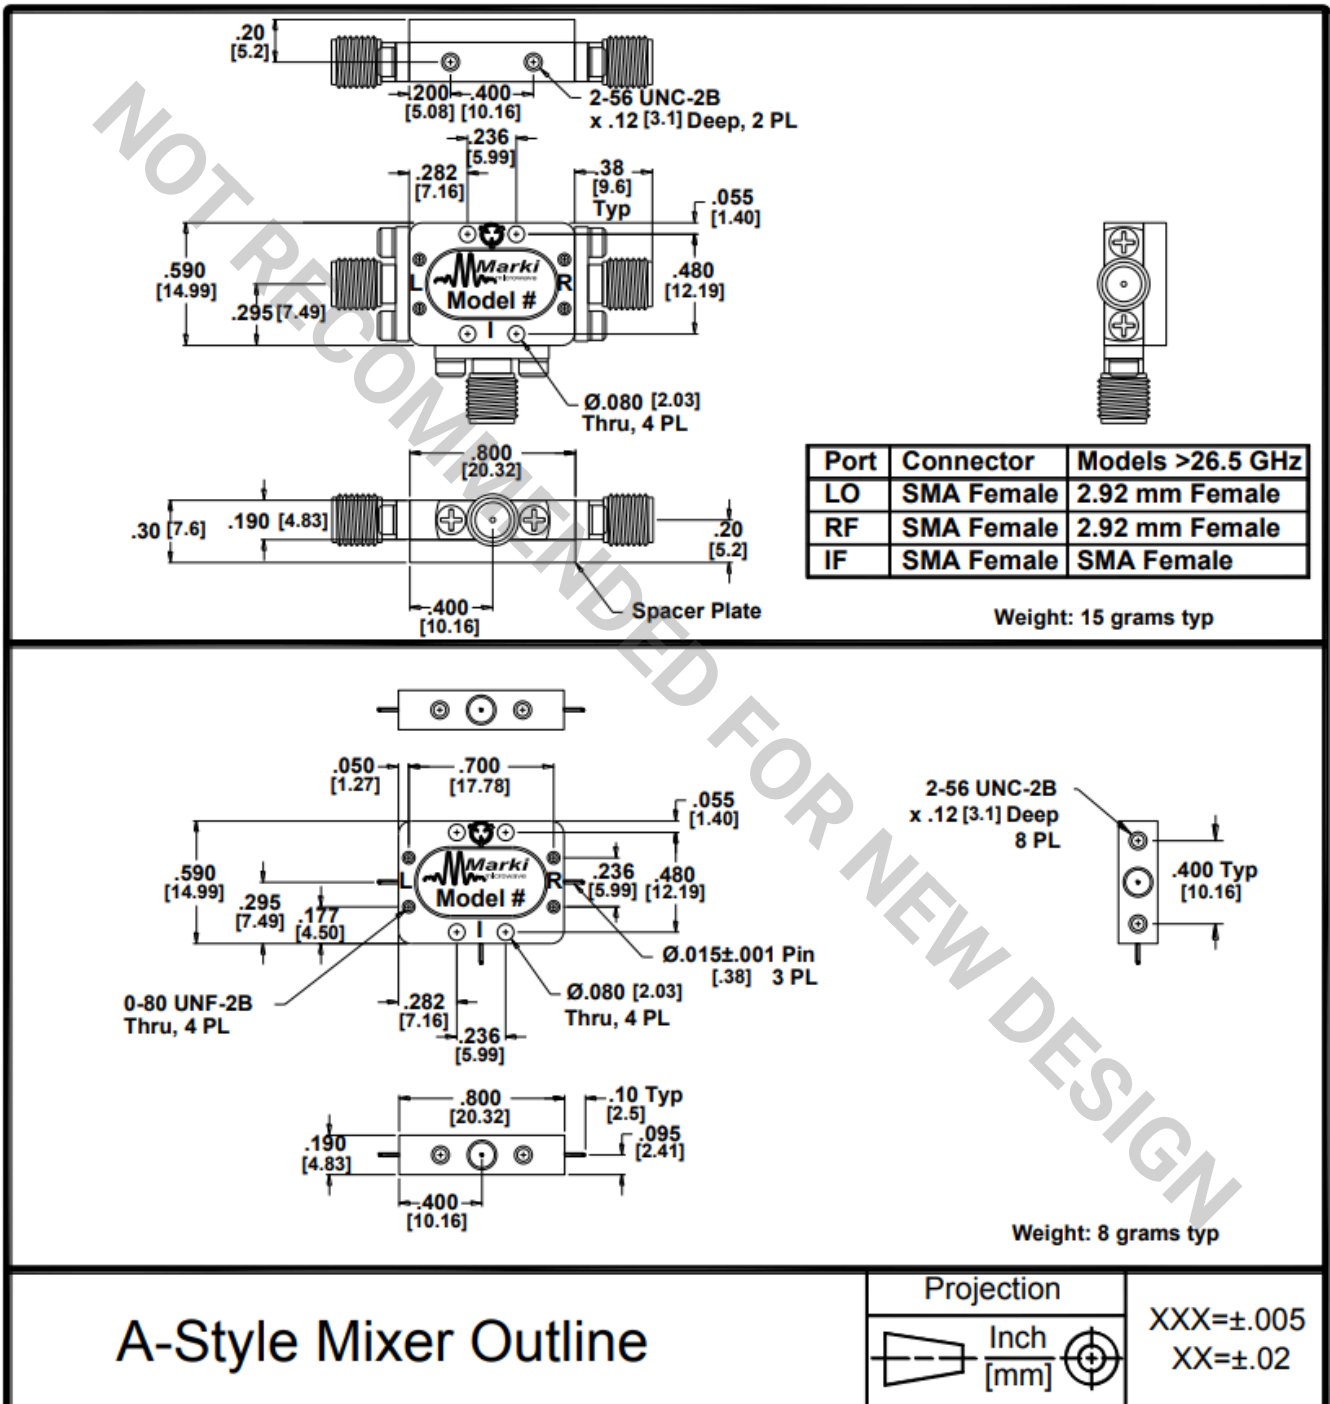 .20
[5.2]
.200 .400
[5.08] [10.16]
2-56 UNC-2B
x .12 [3.1] Deep, 2 PL
.236
[5.99]
.282
[7.16]
.38
[9.6]
Typ
.055
[1.40]
.590
[14.99]
.295 [7.49]
L
Marki
microwave
Model #
R
I
.480
[12.19]
Ø.080 [2.03]
Thru, 4 PL
.800
[20.32]
.30 [7.6]
.190 [4.83]
.20
[5.2]
.400
[10.16]
Spacer Plate
Port Connector Models >26.5 GHz
LO SMA Female 2.92 mm Female
RF SMA Female 2.92 mm Female
IF SMA Female SMA Female
Weight: 15 grams typ
.050
[1.27]
.700
[17.78]
.055
[1.40]
.590
[14.99]
.295
[7.49]
.177
[4.50]
L
Marki
microwave
Model #
R
I
.236
[5.99]
.480
[12.19]
2-56 UNC-2B
x .12 [3.1] Deep
8 PL
.400 Typ
[10.16]
Ø.015±.001 Pin
[.38] 3 PL
0-80 UNF-2B
Thru, 4 PL
.282
[7.16]
Ø.080 [2.03]
Thru, 4 PL
.236
[5.99]
.800
[20.32]
.10 Typ
[2.5]
.190
[4.83]
.095
[2.41]
.400
[10.16]
Weight: 8 grams typ
NOT RECOMMENDED FOR NEW DESIGN
A-Style Mixer Outline
Projection
Inch
[mm]
XXX=±.005
XX=±.02